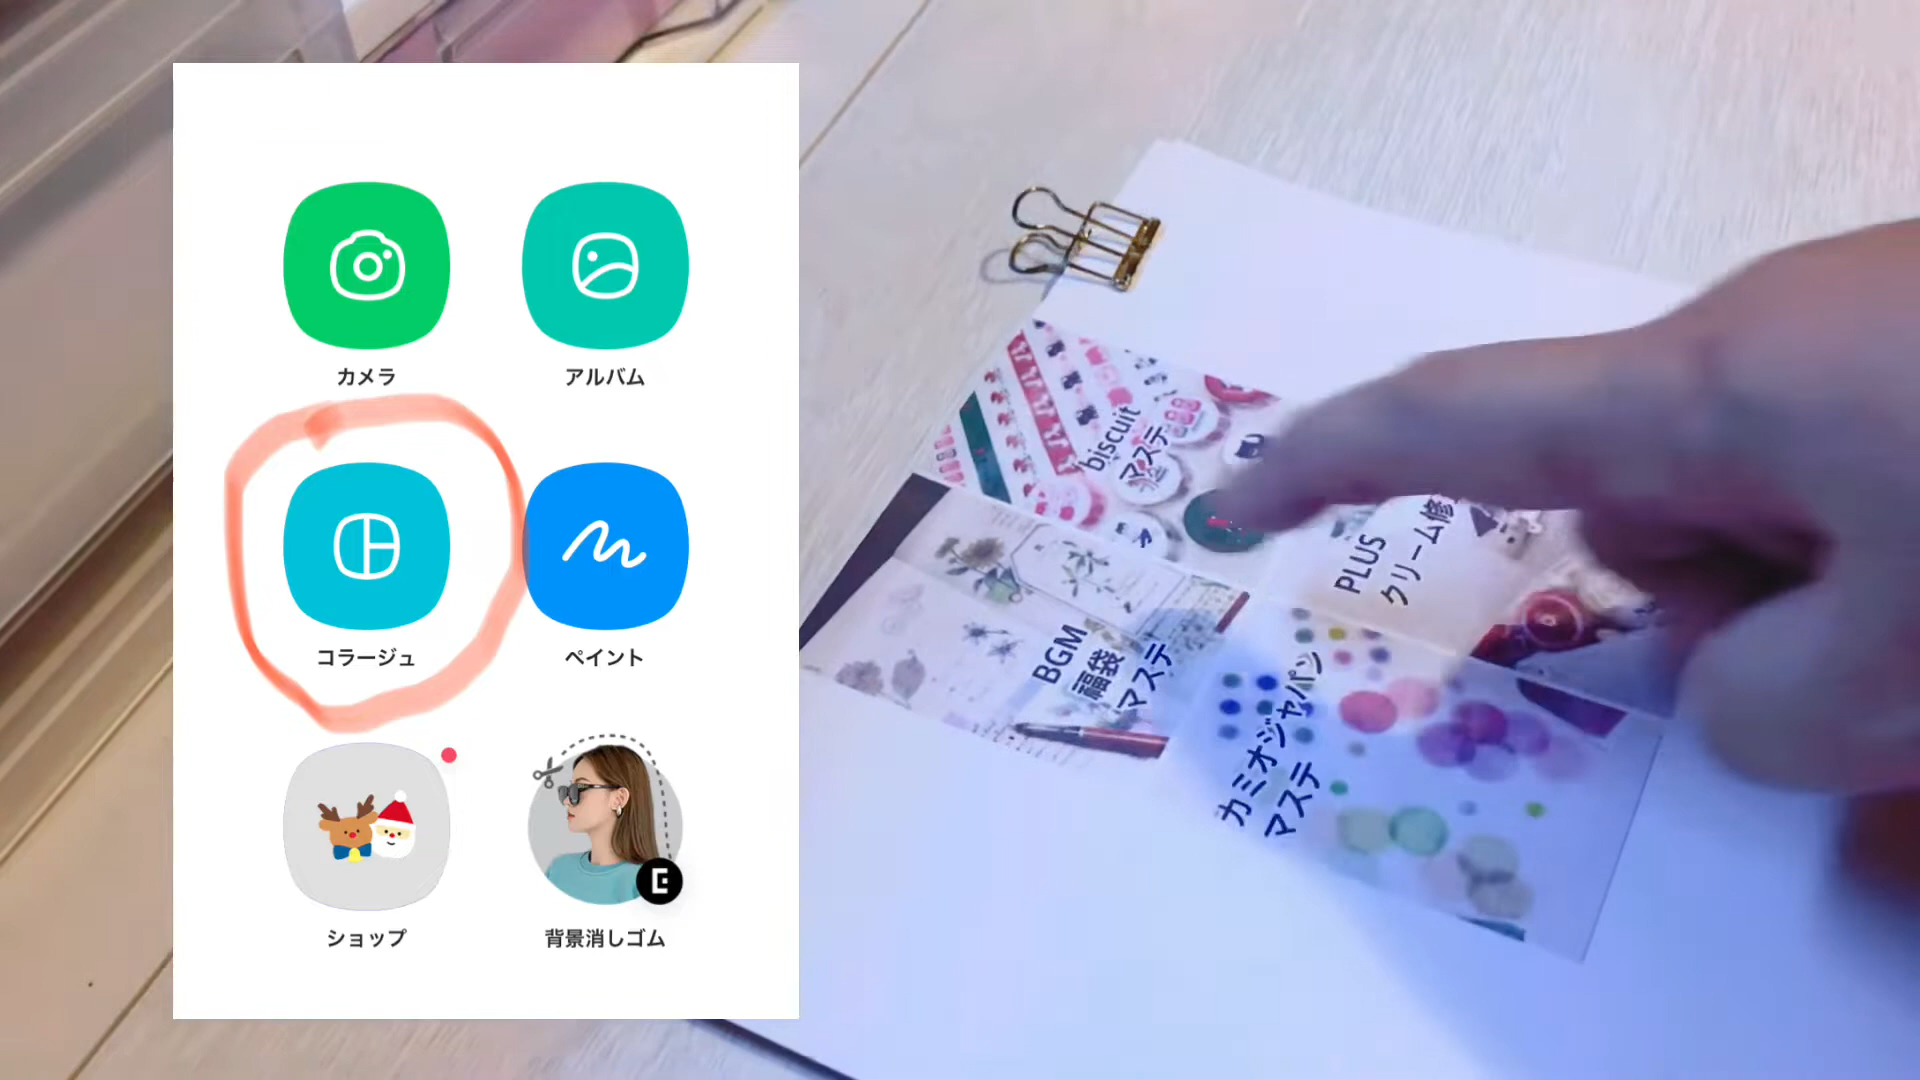 カメラ
アルバム
コラージュ
ペイント
ショップ
背景消しゴム
E
biscuit
マステ
PLUS
クリーム修
BGM
福袋
マステ
カミオジャパン
マステ